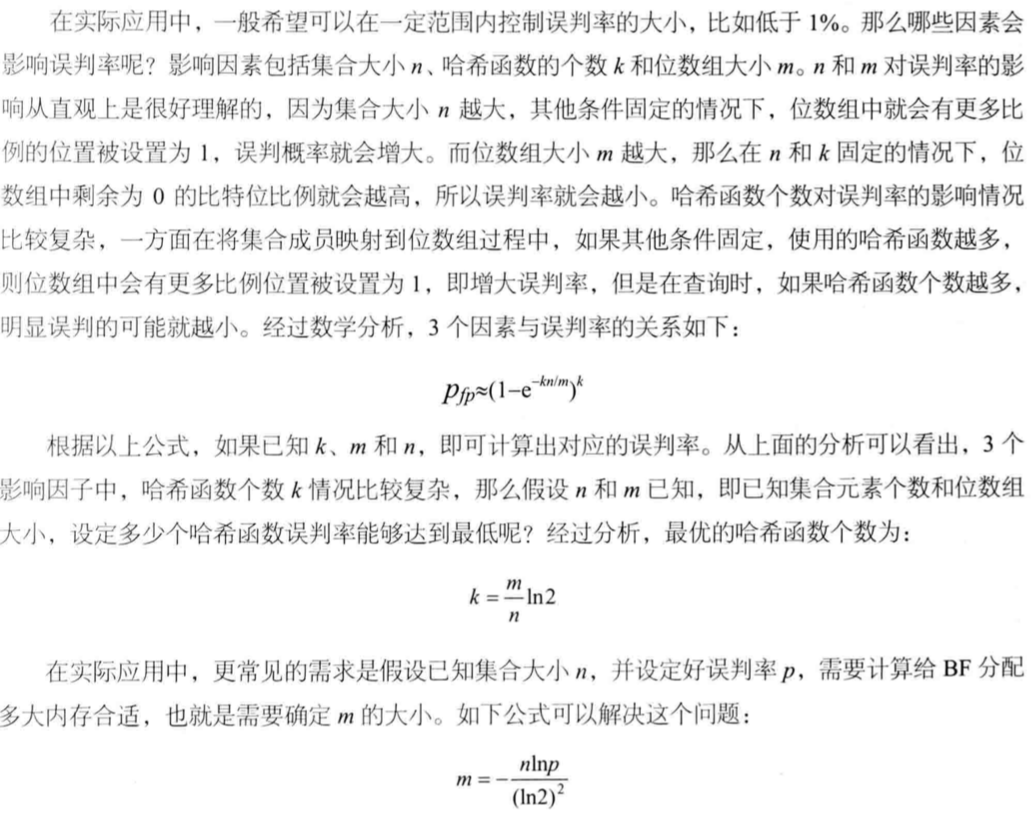 在实际应用中，一般希望可以在一定范围内控制误判率的大小，比如低于 1%。那么哪些因素会
影响误判率呢？影响因素包括集合大小 n、哈希函数的个数 k 和位数组大小 m。n 和 m 对误判率的影
响从直观上是很好理解的，因为集合大小 n 越大，其他条件固定的情况下，位数组中就会有更多比
例的位置被设置为 1，误判概率就会增大。而位数组大小 m 越大，那么在 n 和 k 固定的情况下，位
数组中剩余为 0 的比特位比例就会越高，所以误判率就会越小。哈希函数个数对误判率的影响情况
比较复杂，一方面在将集合成员映射到位数组过程中，如果其他条件固定，使用的哈希函数越多，
则位数组中会有更多比例位置被设置为 1，即增大误判率，但是在查询时，如果哈希函数个数越多，
明显误判的可能就越小。经过数学分析，3 个因素与误判率的关系如下：
p_{fp}≈(1−e^{−kn/m})^k
根据以上公式，如果已知 k、m 和 n，即可计算出对应的误判率。从上面的分析可以看出，3 个
影响因子中，哈希函数个数 k 情况比较复杂，那么假设 n 和 m 已知，即已知集合元素个数和位数组
大小，设定多少个哈希函数误判率能够达到最低呢？经过分析，最优的哈希函数个数为：
k = \frac{m}{n} ln2
在实际应用中，更常见的需求是假设已知集合大小 n，并设定好误判率 p，需要计算给 BF 分配
多大内存合适，也就是需要确定 m 的大小。如下公式可以解决这个问题：
m = −\frac{nlnp}{(ln2)^2}